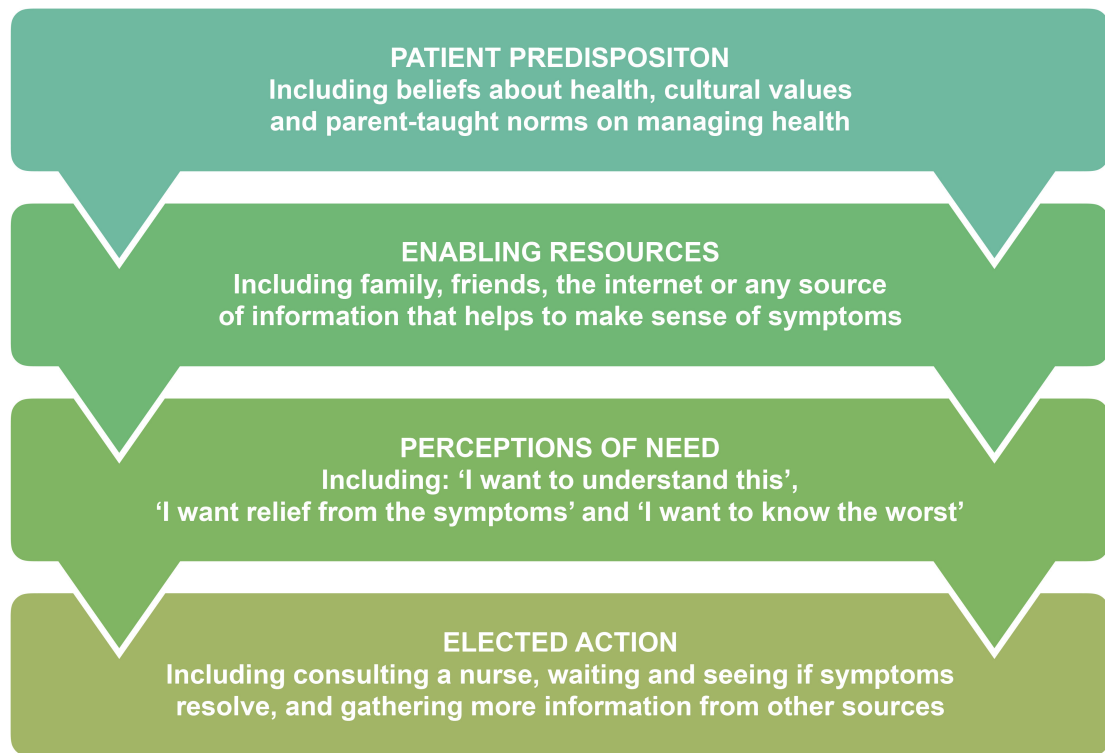 PATIENT PREDISPOSITON
Including beliefs about health, cultural values
and parent-taught norms on managing health
ENABLING RESOURCES
Including family, friends, the internet or any source
of information that helps to make sense of symptoms
PERCEPTIONS OF NEED
Including: ‘I want to understand this’,
‘I want relief from the symptoms’ and ‘I want to know the worst’
ELECTED ACTION
Including consulting a nurse, waiting and seeing if symptoms
resolve, and gathering more information from other sources